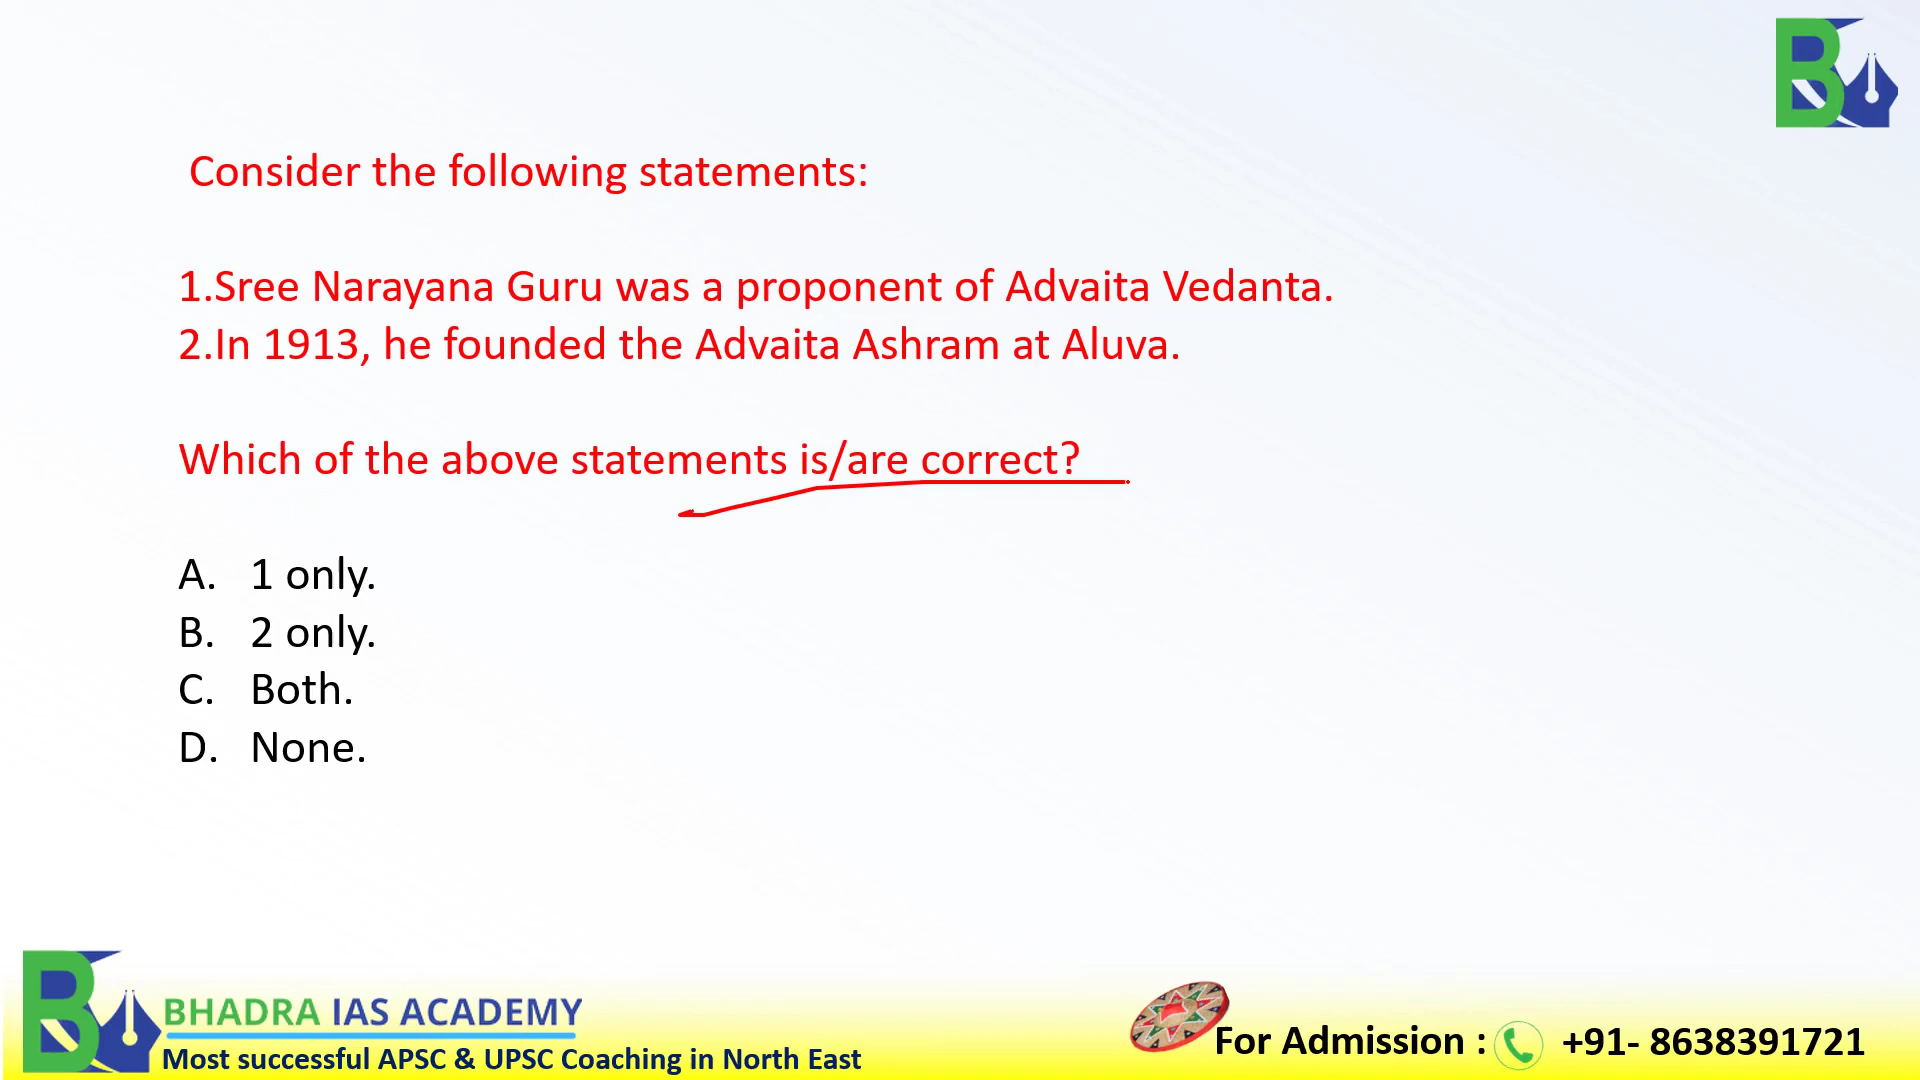 Consider the following statements:
1.Sree Narayana Guru was a proponent of Advaita Vedanta.
2.In 1913, he founded the Advaita Ashram at Aluva.
Which of the above statements is/are correct?
A. 1 only.
B. 2 only.
C. Both.
D. None.
BHADRA IAS ACADEMY
Most successful APSC & UPSC Coaching in North East
For Admission : +91- 8638391721